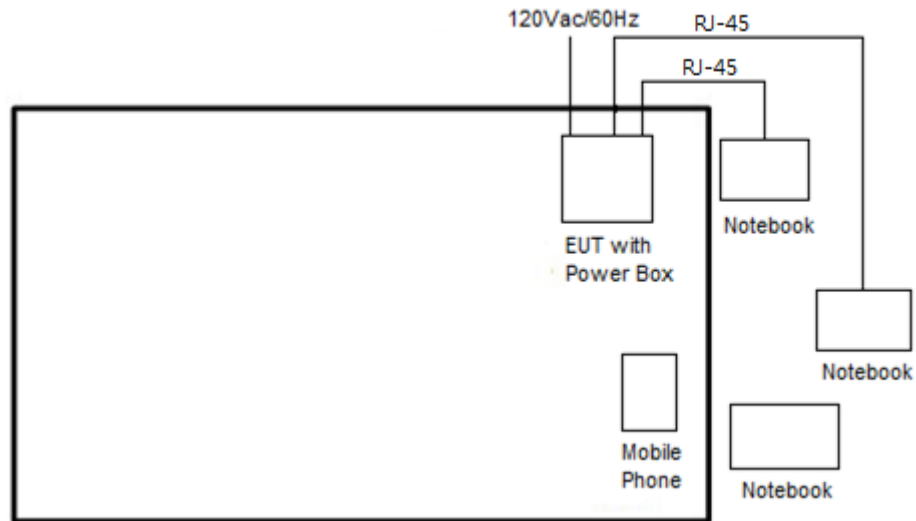 120Vac/60Hz
RJ-45
RJ-45
Notebook
EUT with
Power Box
Notebook
Mobile
Phone
Notebook